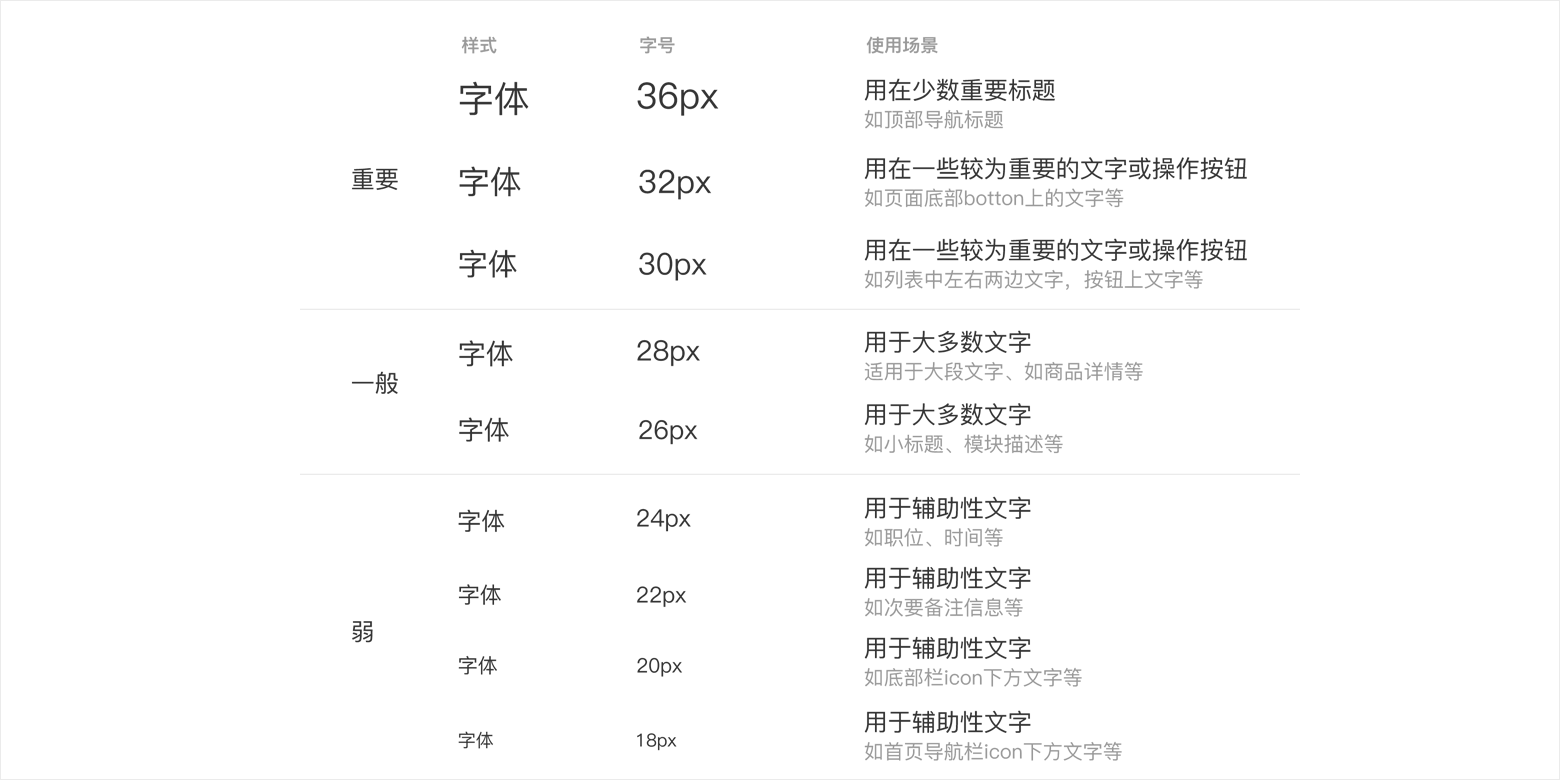 样式 字号 使用场景
字体 36px 用在少数重要标题
如顶部导航标题
重要 字体 32px 用在一些较为重要的文字或操作按钮
如页面底部botton上的文字等
字体 30px 用在一些较为重要的文字或操作按钮
如列表中左右两边文字，按钮上文字等
字体 28px 用于大多数文字
适用于大段文字、如商品详情等
一般
字体 26px 用于大多数文字
如小标题、模块描述等
字体 24px 用于辅助性文字
如职位、时间等
字体 22px 用于辅助性文字
如次要备注信息等
弱
字体 20px 用于辅助性文字
如底部栏icon下方文字等
字体 18px 用于辅助性文字
如首页导航栏icon下方文字等